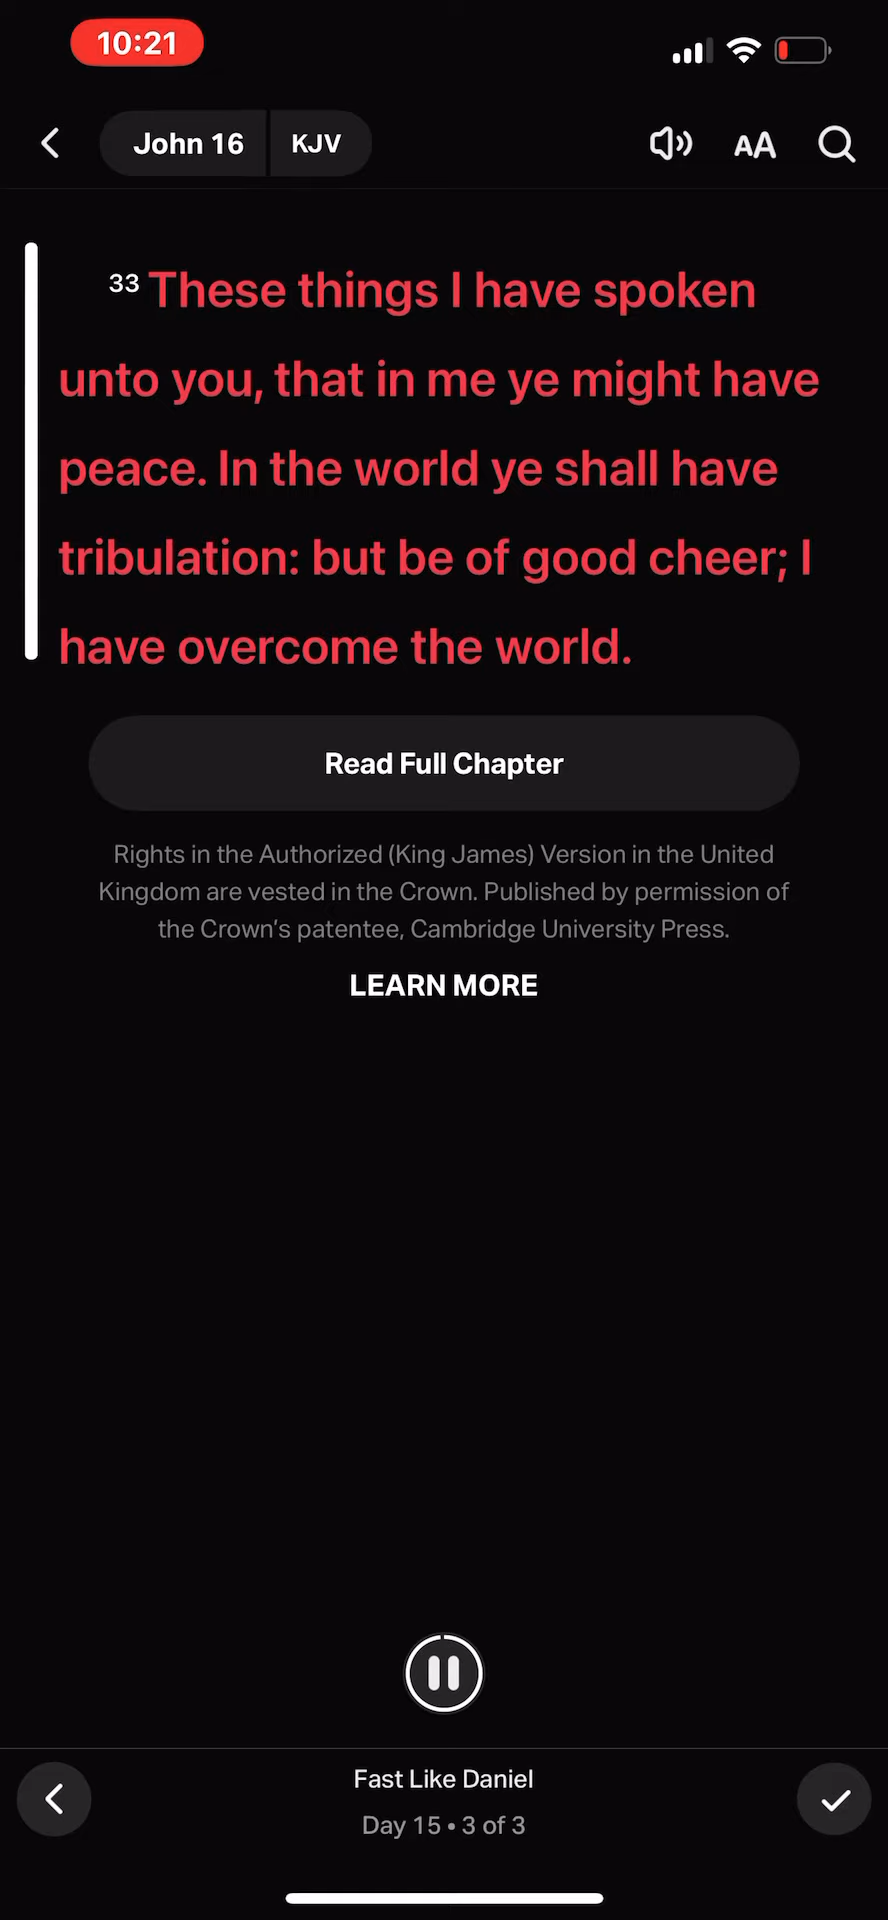 10:21
John 16 KJV AA
33 These things I have spoken
unto you, that in me ye might have
peace. In the world ye shall have
tribulation: but be of good cheer; I
have overcome the world.
Read Full Chapter
Rights in the Authorized (King James) Version in the United
Kingdom are vested in the Crown. Published by permission of
the Crown’s patentee, Cambridge University Press.
LEARN MORE
Fast Like Daniel
Day 15 • 3 of 3